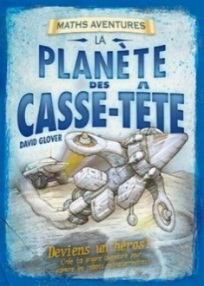 MATHS AVENTURES
LA
PLANÈTE
DES
CASSE-TÊTE
DAVID GLOVER
Deviens un héros!